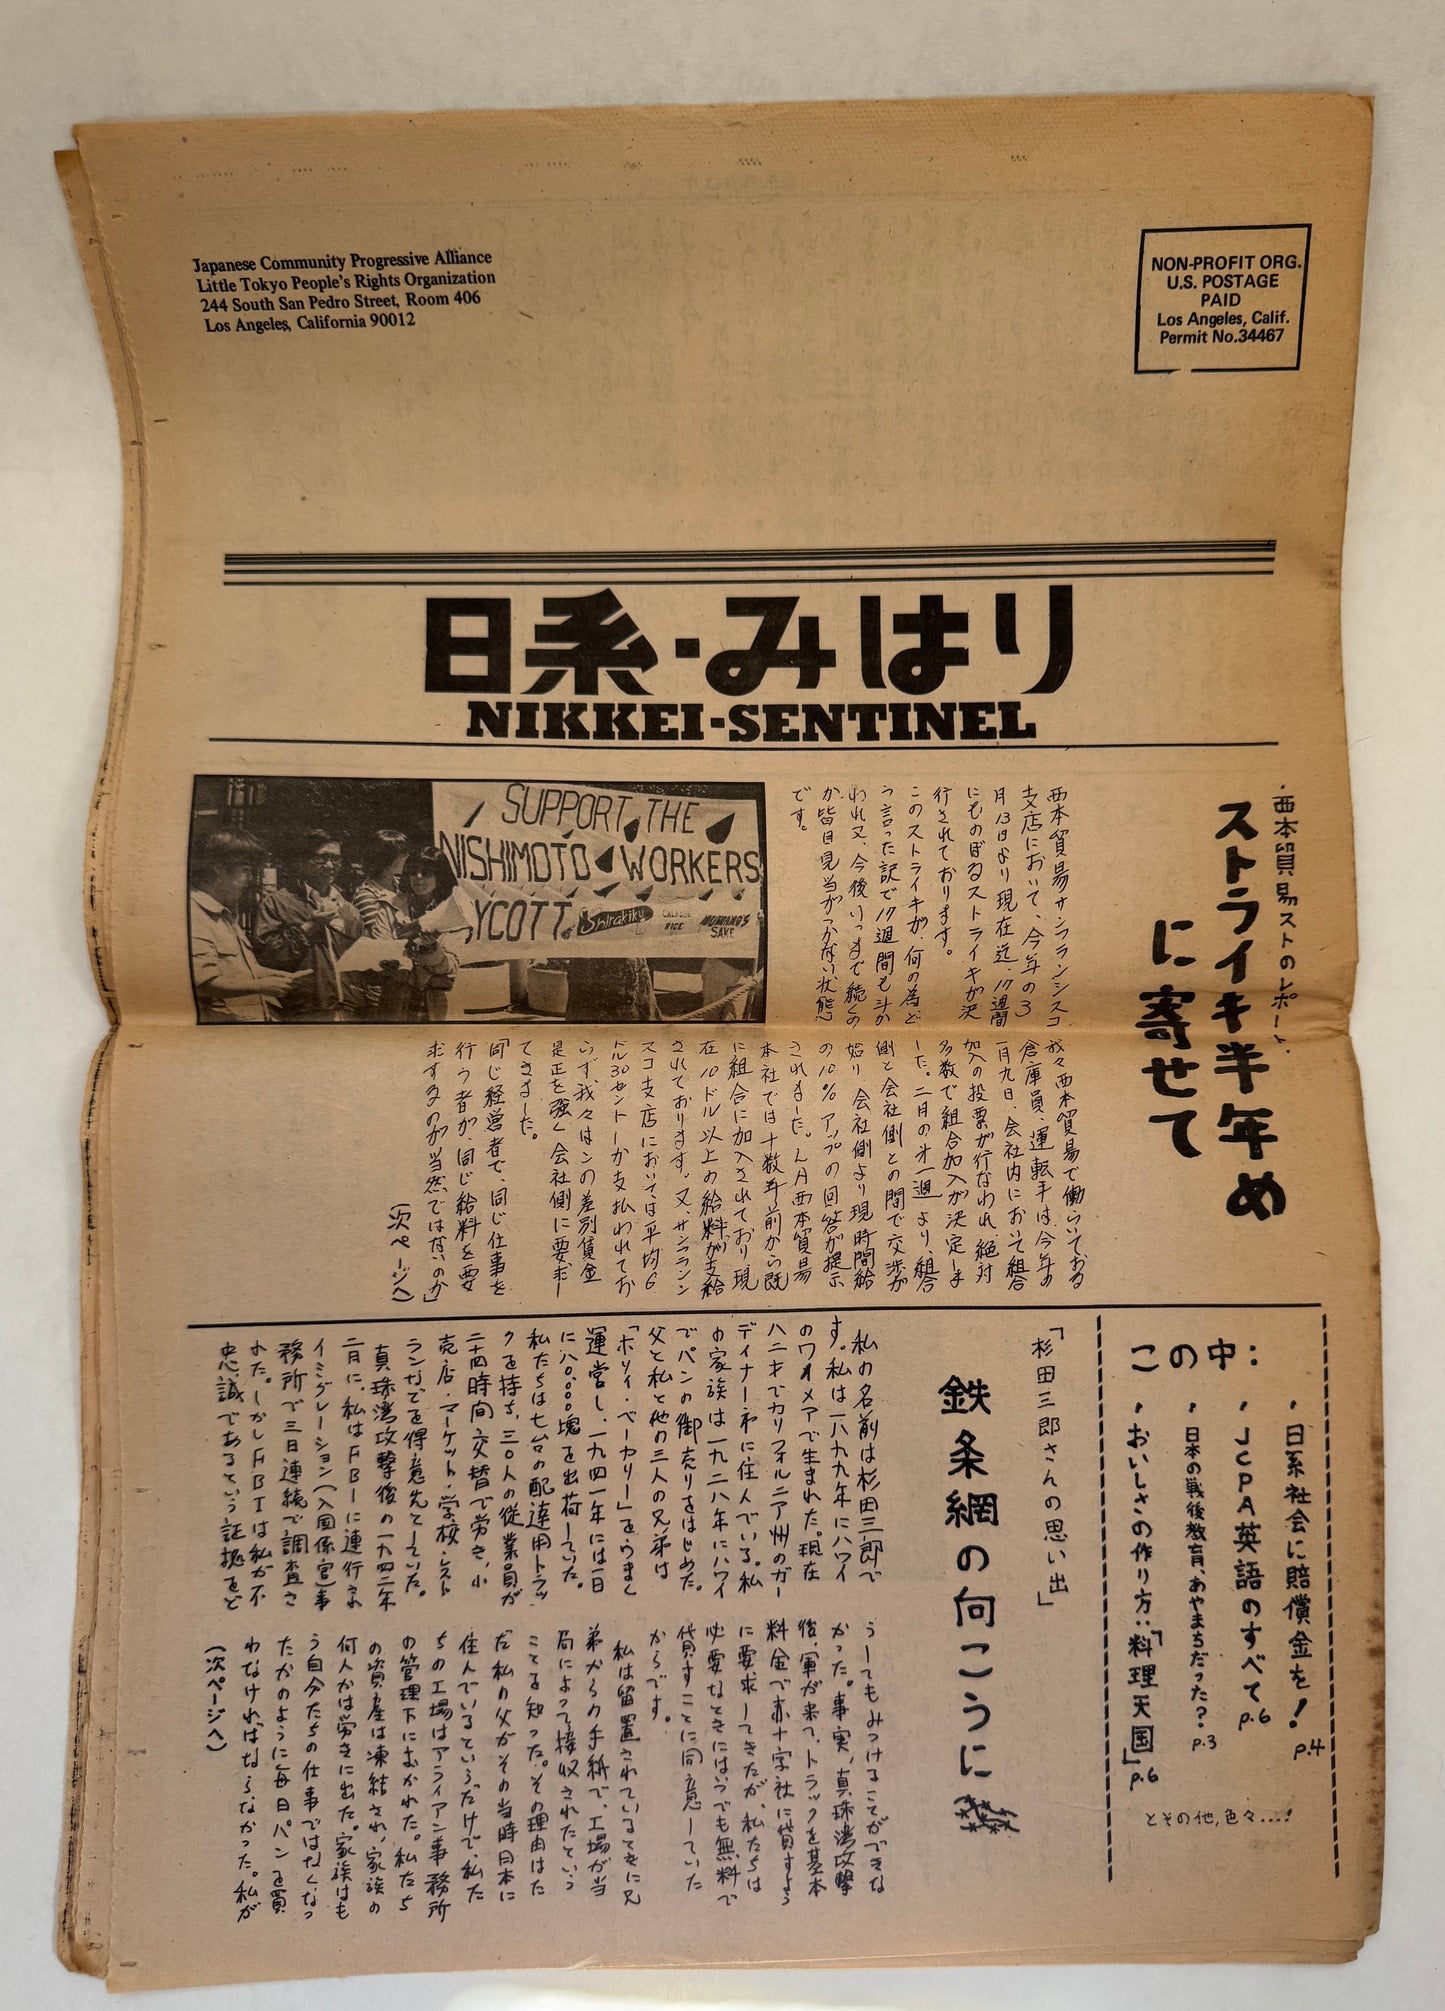 Japanese Community Progressive Alliance
Little Tokyo People's Rights Organization
244 South San Pedro Street, Room 406
Los Angeles, California 90012
NON-PROFIT ORG.
U.S. POSTAGE
PAID
Los Angeles, Calif.
Permit No.34467
日系・みはり
NIKKEI-SENTINEL
・西本貿易ストのレポート・
ストライキ半年め
に寄せて
西本貿易サンフランシスコ
支店において、今年の3
月13日より現在迄、17週間
にものぼるストライキが決
行されております。
このストライキが、何の為ど
う言った訳で17週間も斗か
われ又、今後いつまで続くの
か皆目見当がつかない状態
です。
SUPPORT THE
NISHIMOTO WORKERS
YCOTT
Shirakiku
CALROSE
RICE
NUMANO'S
SAKE
我々西本貿易で働らいておる
倉庫員、運転手は、今年の
一月九日、会社内において組合
加入の投票が行なわれ、絶対
多数で組合加入が決定しま
した。二月の第一週より、組合
側と会社側との間で交渉が
始り、会社側より現時間給
の10%アップの回答が提示
されました。L.A.西本貿易
本社では十数年前から既
に組合に加入されており現
在10ドル以上の給料が支給
されております。又、サンフラン
スコ支店においては平均6
ドル30セントしか支払われてお
らず、我々はこの差別賃金
是正を強く会社側に要求し
てきました。
「同じ経営者で、同じ仕事を
行う者が、同じ給料を要
求するのが当然ではないのか」
(次ページへ)
この中:
・日系社会に賠償金を! p.4
・JCPA英語のすべて p.6
・日本の戦後教育、あやまちだった? p.3
・おいしさの作り方:「料理天国」 p.6
とその他,色々....!
「杉田三郎さんの思い出」
鉄条網の向こうに
私の名前は杉田三郎で
す。私は一八九九年にハワイ
のワイメアで生まれた。現在
ハニオでカリフォルニア州のガー
ディナー市に住んでいる。私
の家族は一九二八年にハワイ
でパンの御売りをはじめた。
父と私と他の三人の兄弟は
「ホリィ・ベーカリー」をうまく
運営し、一九四一年には一日
に八〇〇〇塊を出荷していた。
私たちは七台の配達用トラッ
クを持ち、三〇人の従業員が
二十四時間交替で労き、小
売店・マーケット・学校・レスト
ランなでを得意先としていた。
真珠湾攻撃後の一九四二年
二月に、私はFBIに連行され
イミグレーション(入国係官)事
務所で三日連続で調査さ
れた。しかしFBIは私が不
忠誠であるという証拠をど
うしてもみつけることができな
かった。事実、真珠湾攻撃
後、軍が来て、トラックを基本
料金で赤十字社に貸すよう
に要求してきたが、私たちは
必要なときにはいつでも無料で
貸すことに同意していた
からです。
私は留置されているときに兄
弟からの手紙で、工場が当
局によって接収されたという
ことを知った。その理由はた
だ私の父がその当時日本に
住んでいるというだけで、私た
ちの工場はアライアン事務所
の管理下におかれた。私たち
の資産は凍結され、家族の
何人かは労きに出た。家族はも
う自分たちの仕事ではなくなっ
たかのように毎日パンを買
わなければならなかった。私が
(次ページへ)